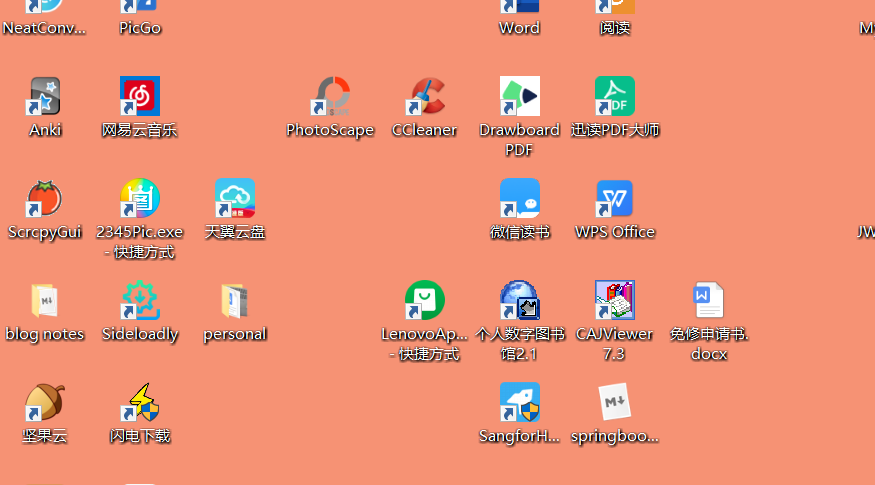 NeatConv...
PicGo
Word
阅读
M
Anki
网易云音乐
PhotoScape
CCleaner
Drawboard
PDF
迅读PDF大师
ScrcpyGui
2345Pic.exe
- 快捷方式
天翼云盘
微信读书
WPS Office
JW
blog notes
Sideloadly
personal
LenovoAp...
- 快捷方式
个人数字图书
馆2.1
CAJViewer
7.3
免修申请书.
docx
坚果云
闪电下载
SangforH...
springboo...